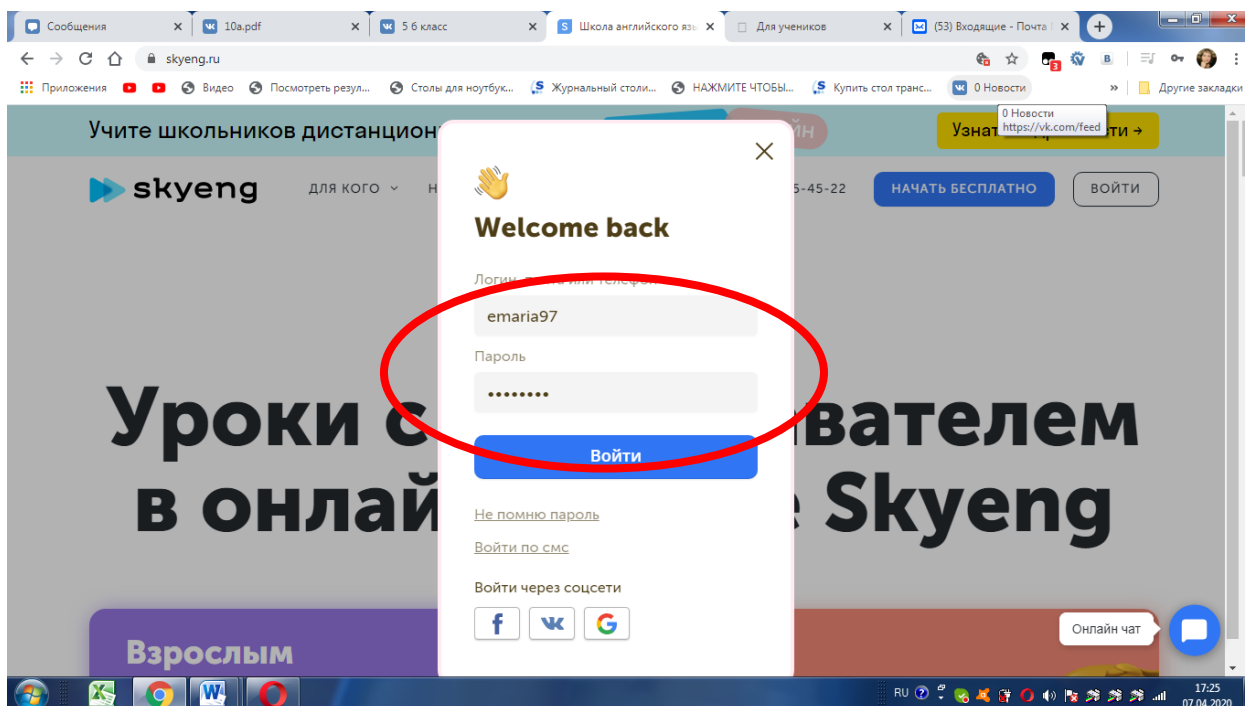 Сообщения
10a.pdf
5 6 класс
Школа английского язы
Для учеников
(53) Входящие - Почта
skyeng.ru
3
Приложения
Видео
Посмотреть резул...
Столы для ноутбук...
Журнальный столи...
НАЖМИТЕ ЧТОБЫ...
Купить стол транс...
0 Новости
»
Другие закладки
0 Новости
https://vk.com/feed
Учите школьников дистанцион
skyeng
ДЛЯ КОГО
5-45-22
НАЧАТЬ БЕСПЛАТНО
ВОЙТИ
Welcome back
emaria97
Пароль
••••••••
Войти
Не помню пароль
Войти по смс
Войти через соцсети
Уроки с
вателем
в онлай
Skyeng
Взрослым
Онлайн чат
RU
17:25
07.04.2020